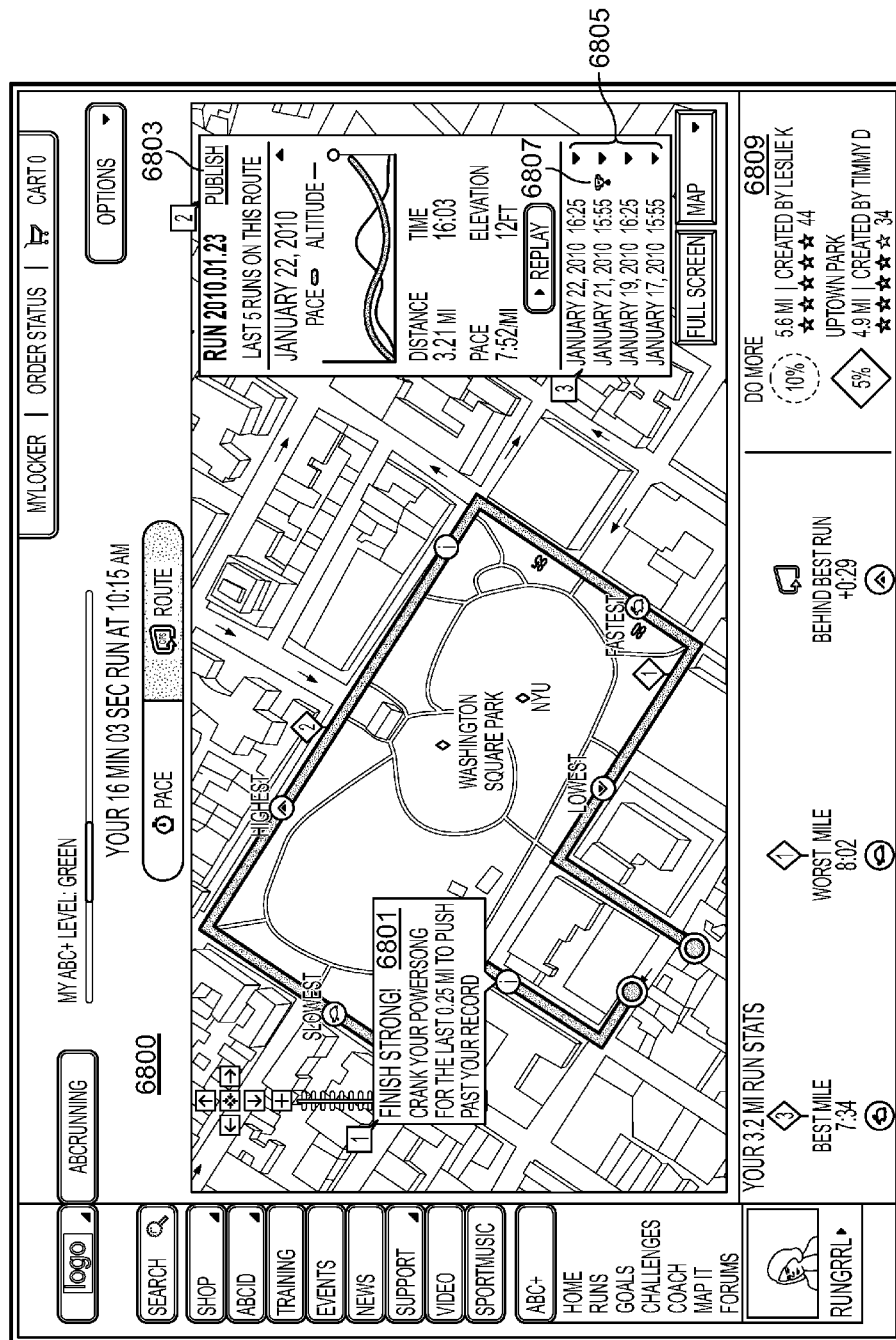 logo
ABCRUNNING
MY ABC+ LEVEL: GREEN
MYLOCKER | ORDER STATUS | CART 0
6800
YOUR 16 MIN 03 SEC RUN AT 10:15 AM
OPTIONS
PACE
GPS ROUTE
SEARCH
SHOP
ABCID
TRAINING
EVENTS
NEWS
SUPPORT
VIDEO
SPORTMUSIC
ABC+
HOME
RUNS
GOALS
CHALLENGES
COACH
MAP IT
FORUMS
RUNGRRL
SLOWEST
HIGHEST
2
1
FINISH STRONG! 6801
CRANK YOUR POWERSONG
FOR THE LAST 0.25 MI TO PUSH
PAST YOUR RECORD
i
i
WASHINGTON
SQUARE PARK
NYU
LOWEST
1
FASTEST
2
6803
RUN 2010.01.23 PUBLISH
LAST 5 RUNS ON THIS ROUTE
JANUARY 22, 2010
PACE ALTITUDE
DISTANCE TIME
3.21 MI 16:03
PACE ELEVATION
7:52/MI 12FT
REPLAY
6807
3
JANUARY 22, 2010 16:25
JANUARY 21, 2010 15:55
JANUARY 19, 2010 16:25
JANUARY 17, 2010 15:55
6805
FULL SCREEN
MAP
YOUR 3.2 MI RUN STATS
3
BEST MILE
7:34
1
WORST MILE
8:02
BEHIND BEST RUN
+0:29
DO MORE
6809
10%
5.6 MI | CREATED BY LESLIE K
★★★★★ 44
UPTOWN PARK
5%
4.9 MI | CREATED BY TIMMY D
★★★★☆ 34